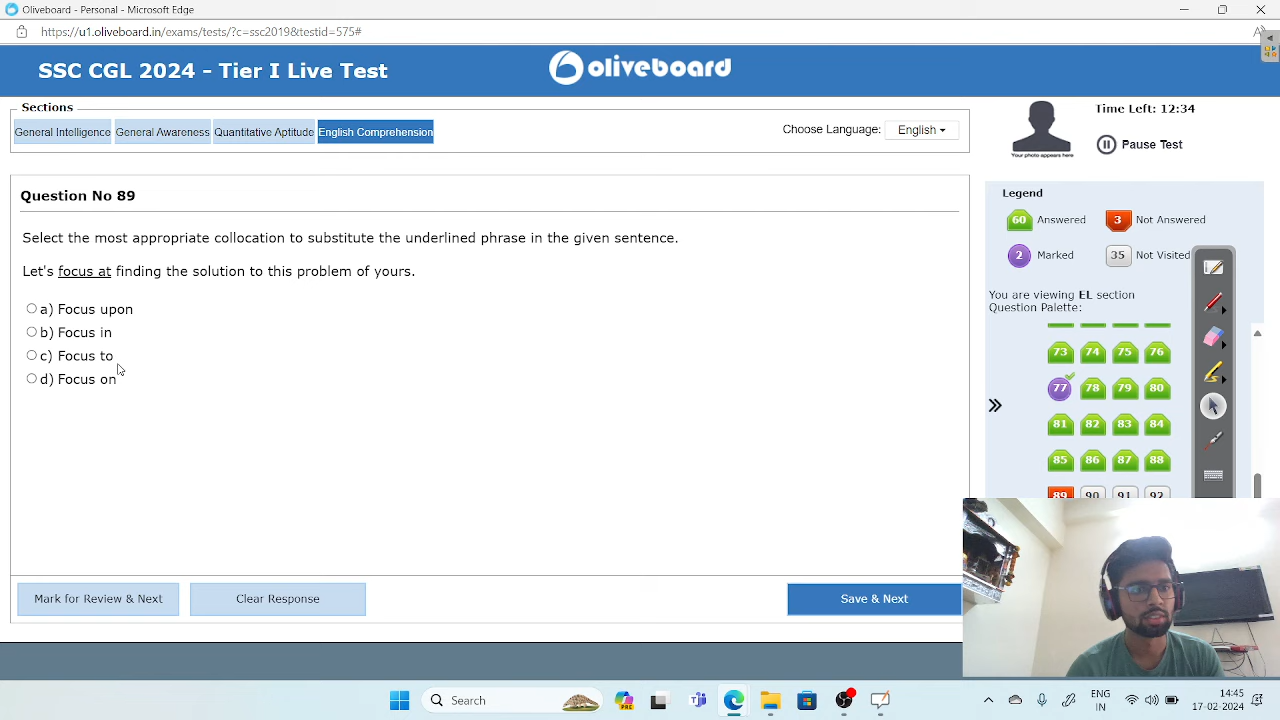 Oliveboard - Personal - Microsoft Edge
https://u1.oliveboard.in/exams/tests/?c=ssc2019&testid=575#
SSC CGL 2024 - Tier I Live Test
oliveboard
Sections
General Intelligence
General Awareness
Quantitative Aptitude
English Comprehension
Choose Language:
English
Your photo appears here
Time Left: 12:34
Pause Test
Question No 89
Select the most appropriate collocation to substitute the underlined phrase in the given sentence.
Let's focus at finding the solution to this problem of yours.
a) Focus upon
b) Focus in
c) Focus to
d) Focus on
Mark for Review & Next
Clear Response
Save & Next
Legend
60 Answered
3 Not Answered
2 Marked
35 Not Visited
You are viewing EL section
Question Palette:
73 74 75 76
77 78 79 80
81 82 83 84
85 86 87 88
89 90 91 92
Search
PRE
ENG
IN
14:45
17-02-2024